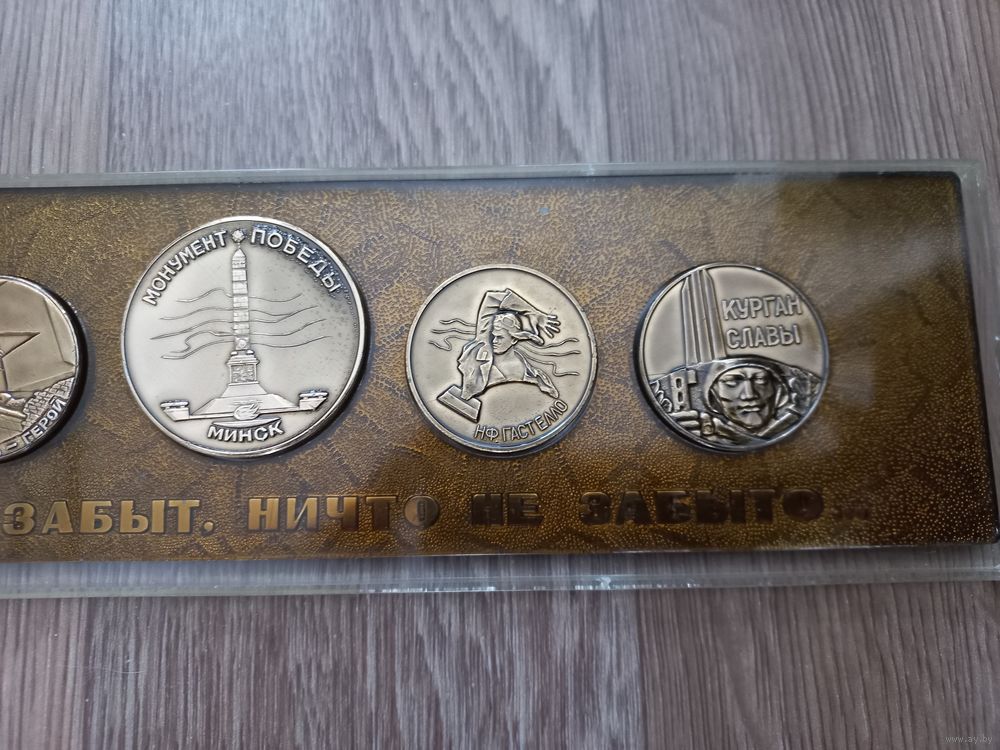 Ь ГЕРОЙ
МОНУМЕНТ ПОБЕДЫ
МИНСК
Н.Ф. ГАСТЕЛЛО
КУРГАН
СЛАВЫ
ЗАБЫТ. НИЧТО НЕ ЗАБЫТО...
www.ay.by